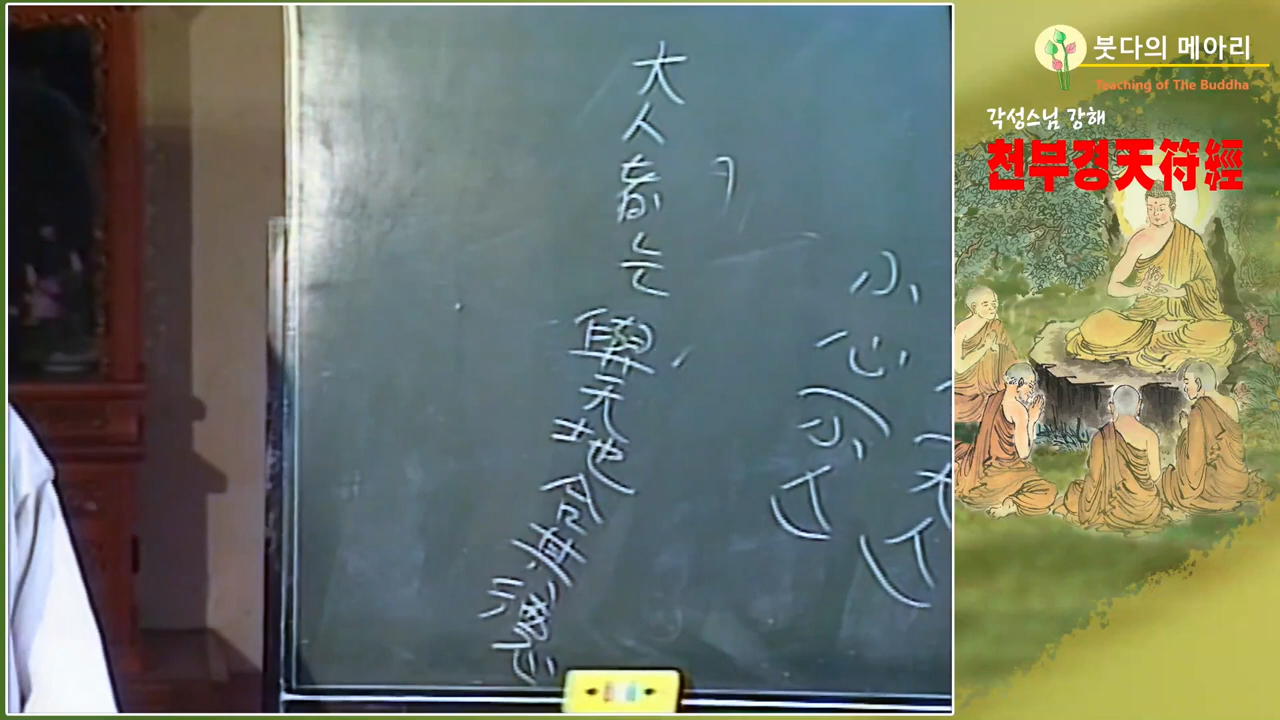 붓다의 메아리
Teaching of The Buddha
각성스님 강해
천부경天符經
小心
大人者는 與天地合其德